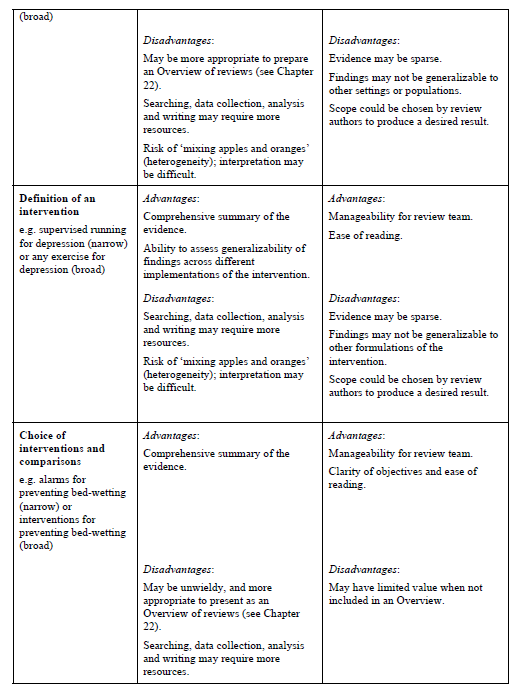 (broad)
Disadvantages:
May be more appropriate to prepare
an Overview of reviews (see Chapter
22).
Searching, data collection, analysis
and writing may require more
resources.
Risk of ‘mixing apples and oranges’
(heterogeneity); interpretation may
be difficult.
Disadvantages:
Evidence may be sparse.
Findings may not be generalizable to
other settings or populations.
Scope could be chosen by review
authors to produce a desired result.
Definition of an
intervention
e.g. supervised running
for depression (narrow)
or any exercise for
depression (broad)
Advantages:
Comprehensive summary of the
evidence.
Ability to assess generalizability of
findings across different
implementations of the intervention.
Disadvantages:
Searching, data collection, analysis
and writing may require more
resources.
Risk of ‘mixing apples and oranges’
(heterogeneity); interpretation may
be difficult.
Advantages:
Manageability for review team.
Ease of reading.
Disadvantages:
Evidence may be sparse.
Findings may not be generalizable to
other formulations of the
intervention.
Scope could be chosen by review
authors to produce a desired result.
Choice of
interventions and
comparisons
e.g. alarms for
preventing bed-wetting
(narrow) or
interventions for
preventing bed-wetting
(broad)
Advantages:
Comprehensive summary of the
evidence.
Disadvantages:
May be unwieldy, and more
appropriate to present as an
Overview of reviews (see Chapter
22).
Searching, data collection, analysis
and writing may require more
resources.
Advantages:
Manageability for review team.
Clarity of objectives and ease of
reading.
Disadvantages:
May have limited value when not
included in an Overview.